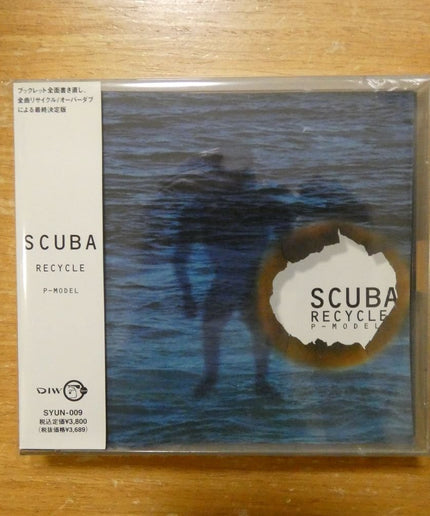 ブックレット全面書き直し、
全曲リサイクル/オーバーダブ
による最終決定版
SCUBA
RECYCLE
P-MODEL
DIW
SYUN-009
税込定価¥3,800
(税抜価格¥3,689)
SCUBA
RECYCLE
P-MODEL